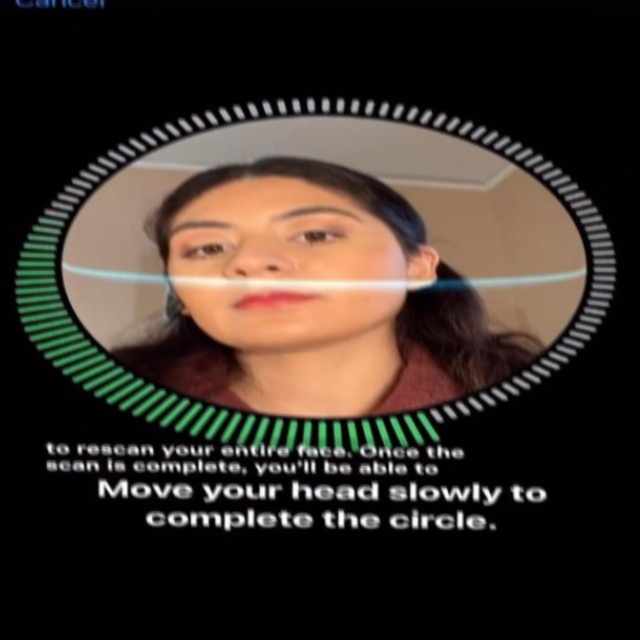 Cancel
to rescan your entire face. Once the
scan is complete, you'll be able to
Move your head slowly to
complete the circle.